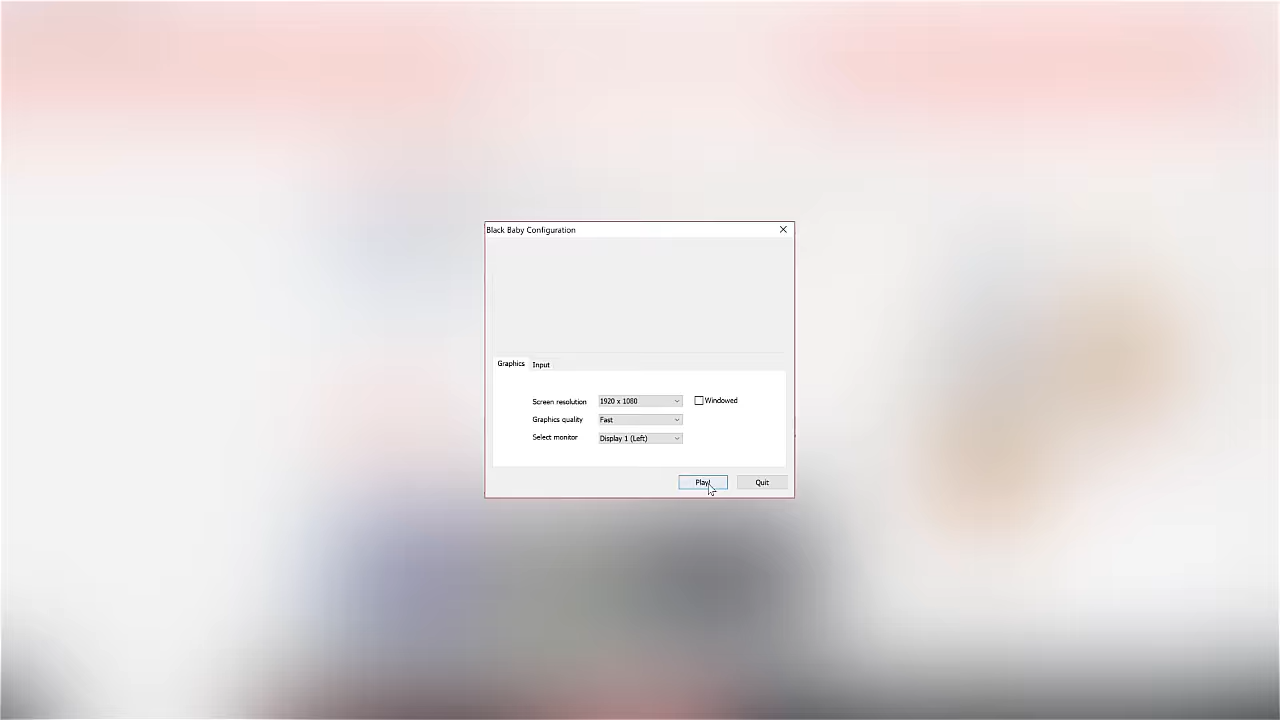 Black Baby Configuration
Graphics Input
Screen resolution 1920 x 1080 Windowed
Graphics quality Fast
Select monitor Display 1 (Left)
Play! Quit